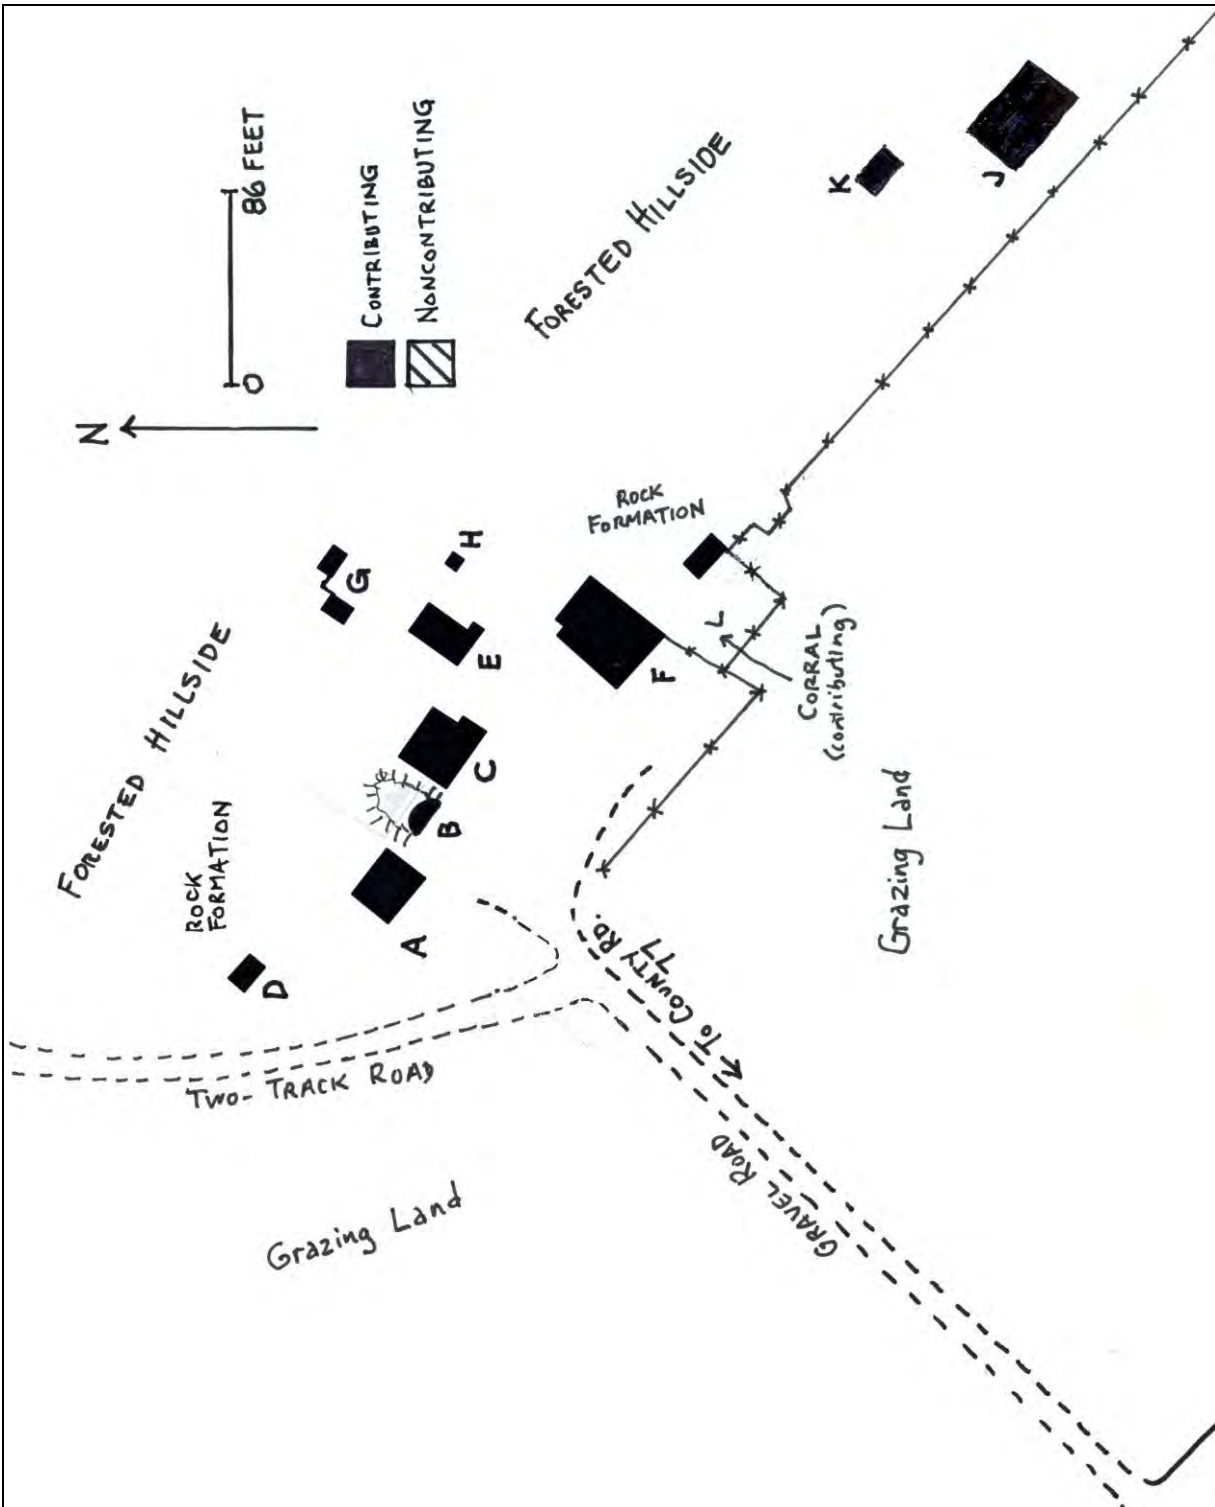 FORESTED HILLSIDE
ROCK
FORMATION
TWO-TRACK ROAD
Grazing Land
N
0 86 FEET
CONTRIBUTING
NONCONTRIBUTING
D
A
B
C
E
G
H
F
FORESTED HILLSIDE
ROCK
FORMATION
TO COUNTY RD.
77
GRAVEL ROAD
L
CORRAL
(contributing)
Grazing Land
K
J